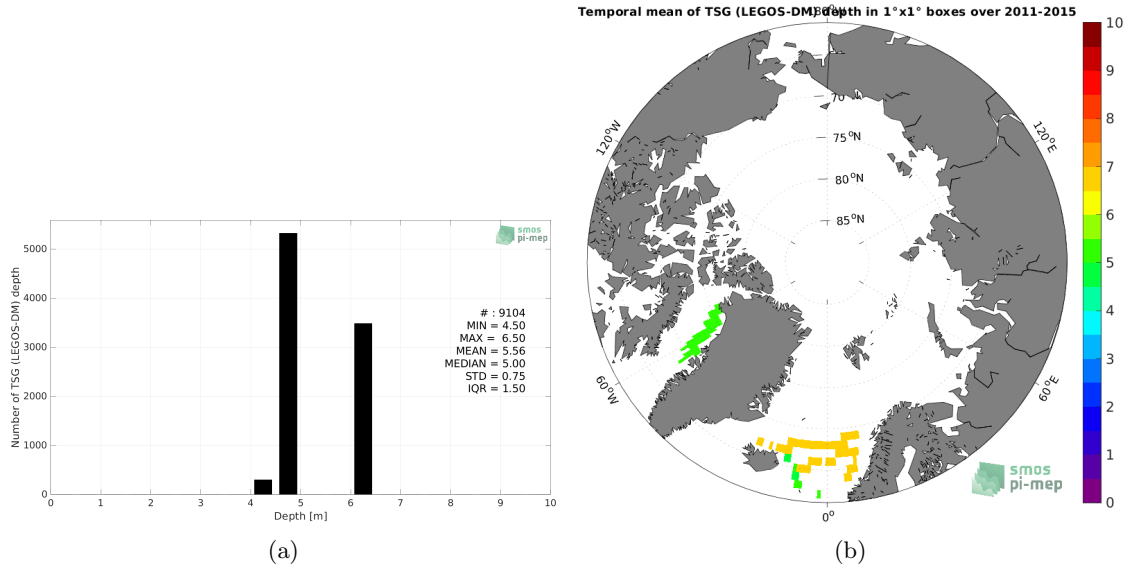 Temporal mean of TSG (LEGOS-DM) depth in 1°x1° boxes over 2011-2015
180°W
70
75°N
80°N
85°N
120°W
120°E
60°W
60°E
0°
10
9
8
7
6
5
4
3
2
1
0
smos
pi-mep
Number of TSG (LEGOS-DM) depth
5000
4000
3000
2000
1000
0
smos
pi-mep
# : 9104
MIN = 4.50
MAX = 6.50
MEAN = 5.56
MEDIAN = 5.00
STD = 0.75
IQR = 1.50
0 1 2 3 4 5 6 7 8 9 10
Depth [m]
(a)
(b)